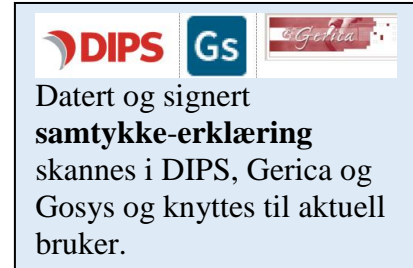 DIPS Gs Gerica
Datert og signert
samtykke-erklæring
skannes i DIPS, Gerica og
Gosys og knyttes til aktuell
bruker.